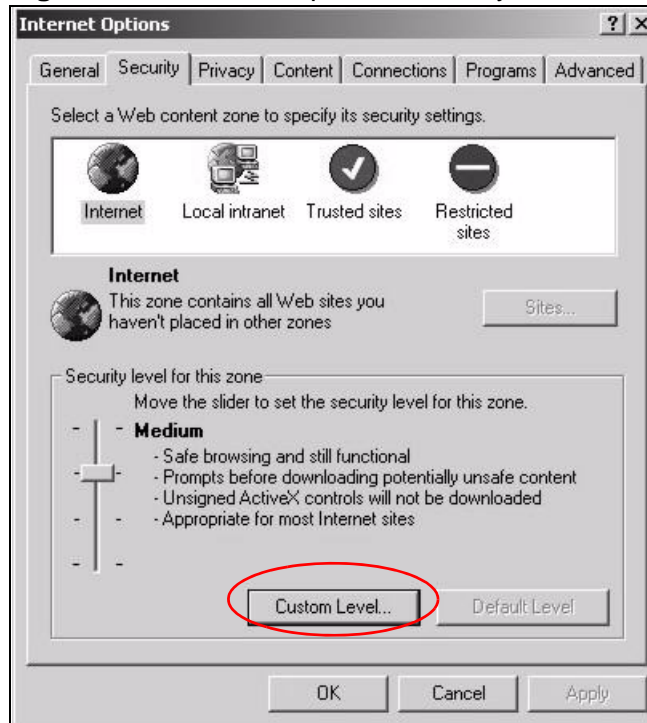 Internet Options
General Security Privacy Content Connections Programs Advanced
Select a Web content zone to specify its security settings.
Internet Local intranet Trusted sites Restricted sites
Internet
This zone contains all Web sites you
haven't placed in other zones
Sites...
Security level for this zone
Move the slider to set the security level for this zone.
Medium
- Safe browsing and still functional
- Prompts before downloading potentially unsafe content
- Unsigned ActiveX controls will not be downloaded
- Appropriate for most Internet sites
Custom Level... Default Level
OK Cancel Apply